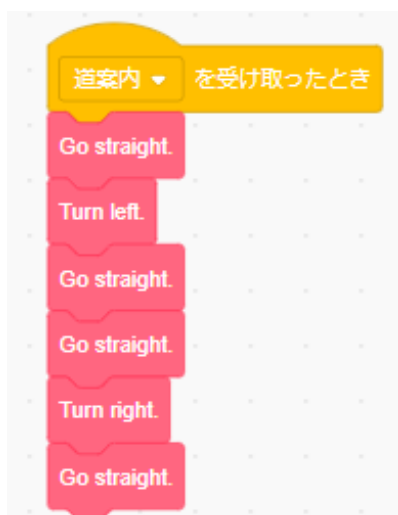 道案内 を受け取ったとき
Go straight.
Turn left.
Go straight.
Go straight.
Turn right.
Go straight.